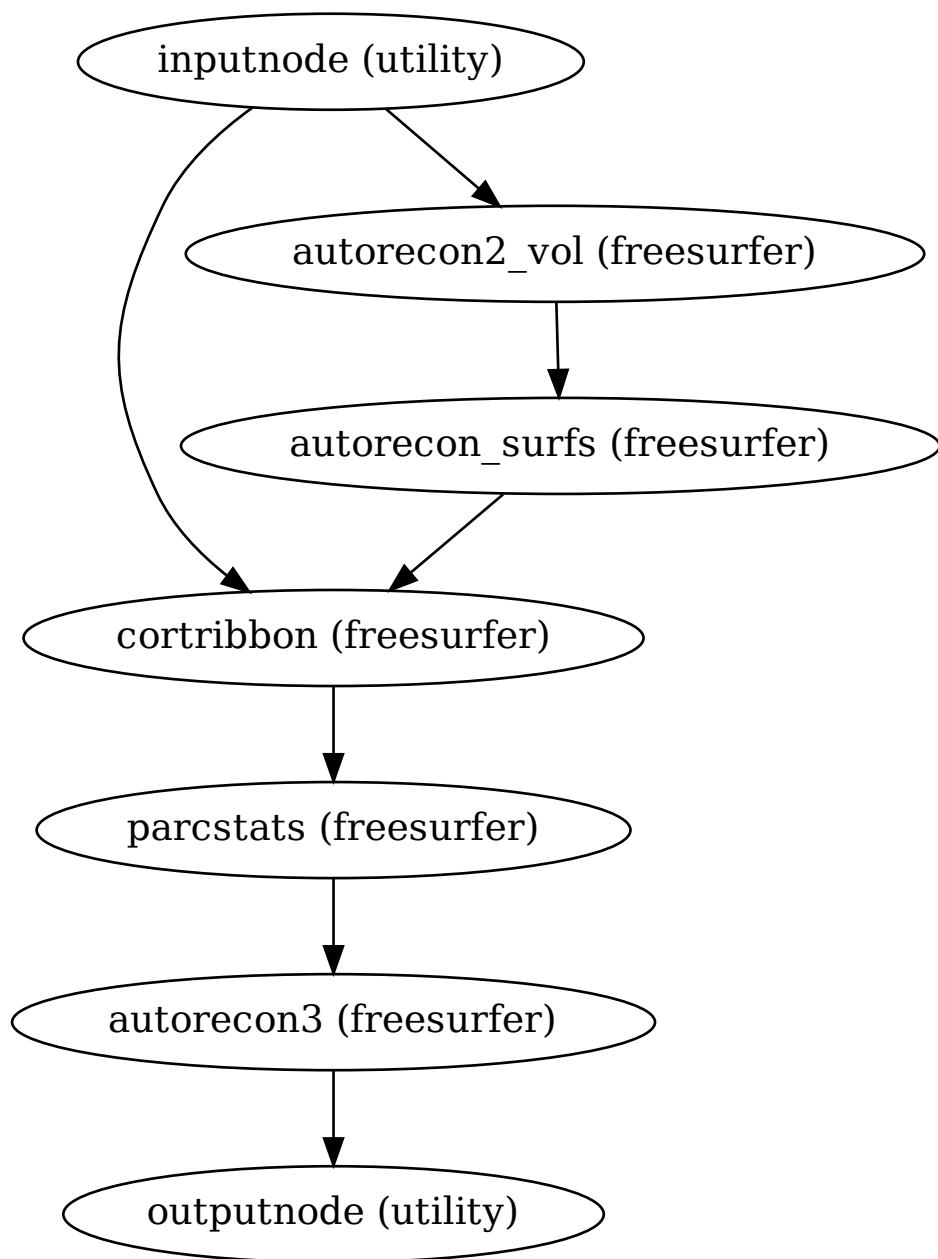 inputnode (utility)
autorecon2_vol (freesurfer)
autorecon_surfs (freesurfer)
cortribbon (freesurfer)
parcstats (freesurfer)
autorecon3 (freesurfer)
outputnode (utility)